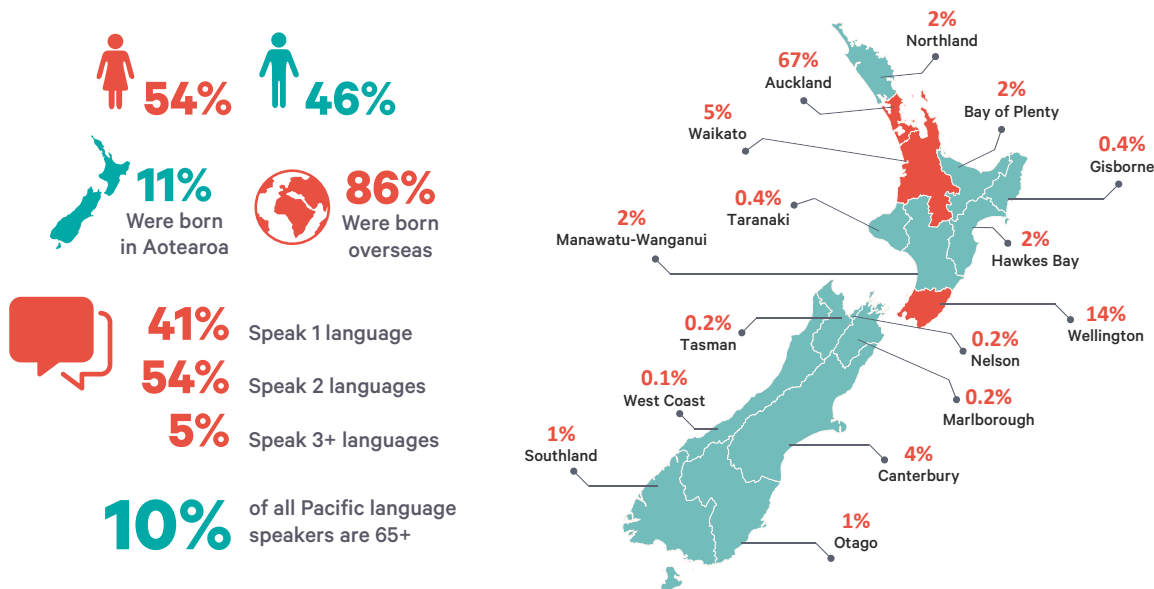 54%
46%
11%
Were born
in Aotearoa
86%
Were born
overseas
41% Speak 1 language
54% Speak 2 languages
5% Speak 3+ languages
10% of all Pacific language
speakers are 65+
2%
Northland
67%
Auckland
2%
Bay of Plenty
5%
Waikato
0.4%
Gisborne
0.4%
Taranaki
2%
Manawatu-Wanganui
2%
Hawkes Bay
14%
Wellington
0.2%
Tasman
0.2%
Nelson
0.1%
West Coast
0.2%
Marlborough
1%
Southland
4%
Canterbury
1%
Otago